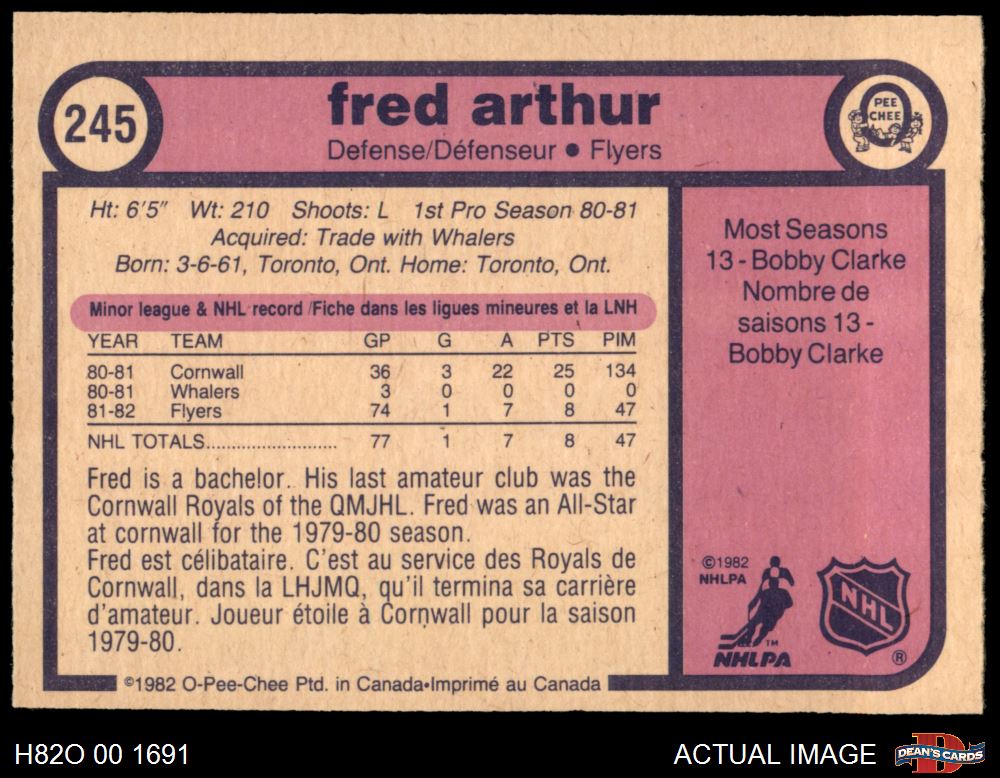 245
fred arthur
Defense/Défenseur ● Flyers
PEE
CHEE
Ht: 6'5" Wt: 210 Shoots: L 1st Pro Season 80-81
Acquired: Trade with Whalers
Born: 3-6-61, Toronto, Ont. Home: Toronto, Ont.
Minor league & NHL record /Fiche dans les ligues mineures et la LNH
YEAR TEAM GP G A PTS PIM
80-81 Cornwall 36 3 22 25 134
80-81 Whalers 3 0 0 0 0
81-82 Flyers 74 1 7 8 47
NHL TOTALS........................ 77 1 7 8 47
Fred is a bachelor. His last amateur club was the
Cornwall Royals of the QMJHL. Fred was an All-Star
at cornwall for the 1979-80 season.
Fred est célibataire. C'est au service des Royals de
Cornwall, dans la LHJMQ, qu'il termina sa carrière
d'amateur. Joueur étoile à Cornwall pour la saison
1979-80.
©1982 O-Pee-Chee Ptd. in Canada•Imprimé au Canada
Most Seasons
13 - Bobby Clarke
Nombre de
saisons 13 -
Bobby Clarke
©1982
NHLPA
TM
NHLPA
NHL
®
H82O 00 1691
ACTUAL IMAGE
D
DEAN'S CARDS